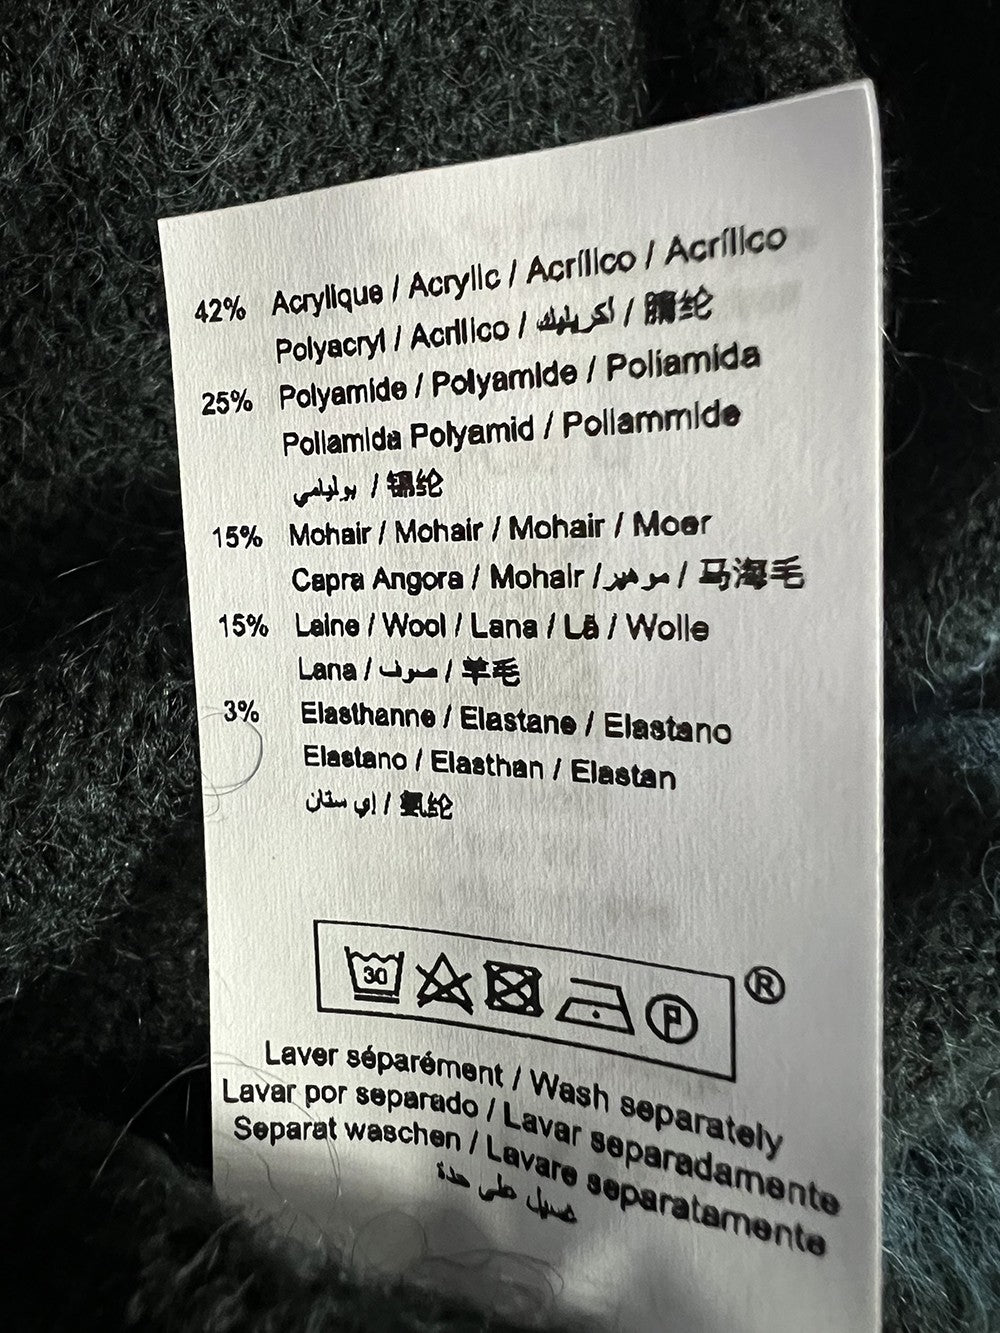 42% Acrylique / Acrylic / Acrílico / Acrílico
Polyacryl / Acrilico / اكريليك / 腈纶
25% Polyamide / Polyamide / Poliamida
Poliamida Polyamid / Poliammide
بوليامي / 锦纶
15% Mohair / Mohair / Mohair / Moer
Capra Angora / Mohair / موهير / 马海毛
15% Laine / Wool / Lana / Lã / Wolle
Lana / صوف / 羊毛
3% Elasthanne / Elastane / Elastano
Elastano / Elasthan / Elastan
إي ستان / 氨纶
30 P ®
Laver séparément / Wash separately
Lavar por separado / Lavar separadamente
Separat waschen / Lavare separatamente
على حدة